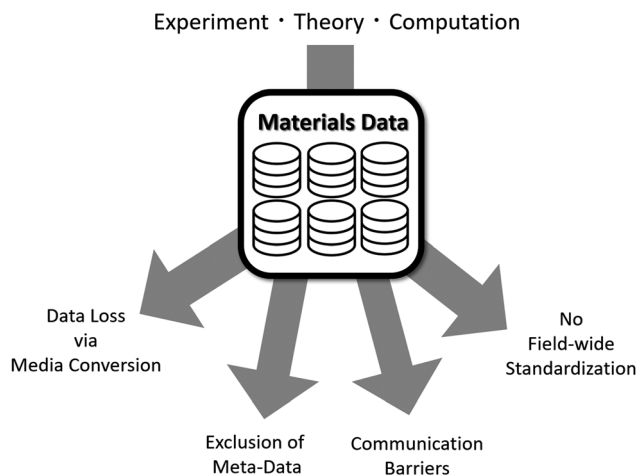 Experiment・Theory・Computation
Materials Data
Data Loss
via
Media Conversion
Exclusion of
Meta-Data
Communication
Barriers
No
Field-wide
Standardization